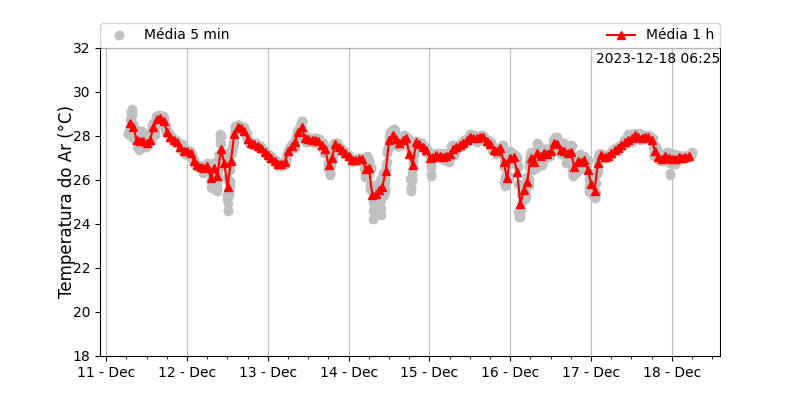 Média 5 min
Média 1 h
2023-12-18 06:25
Temperatura do Ar (°C)
32
30
28
26
24
22
20
18
11 - Dec
12 - Dec
13 - Dec
14 - Dec
15 - Dec
16 - Dec
17 - Dec
18 - Dec